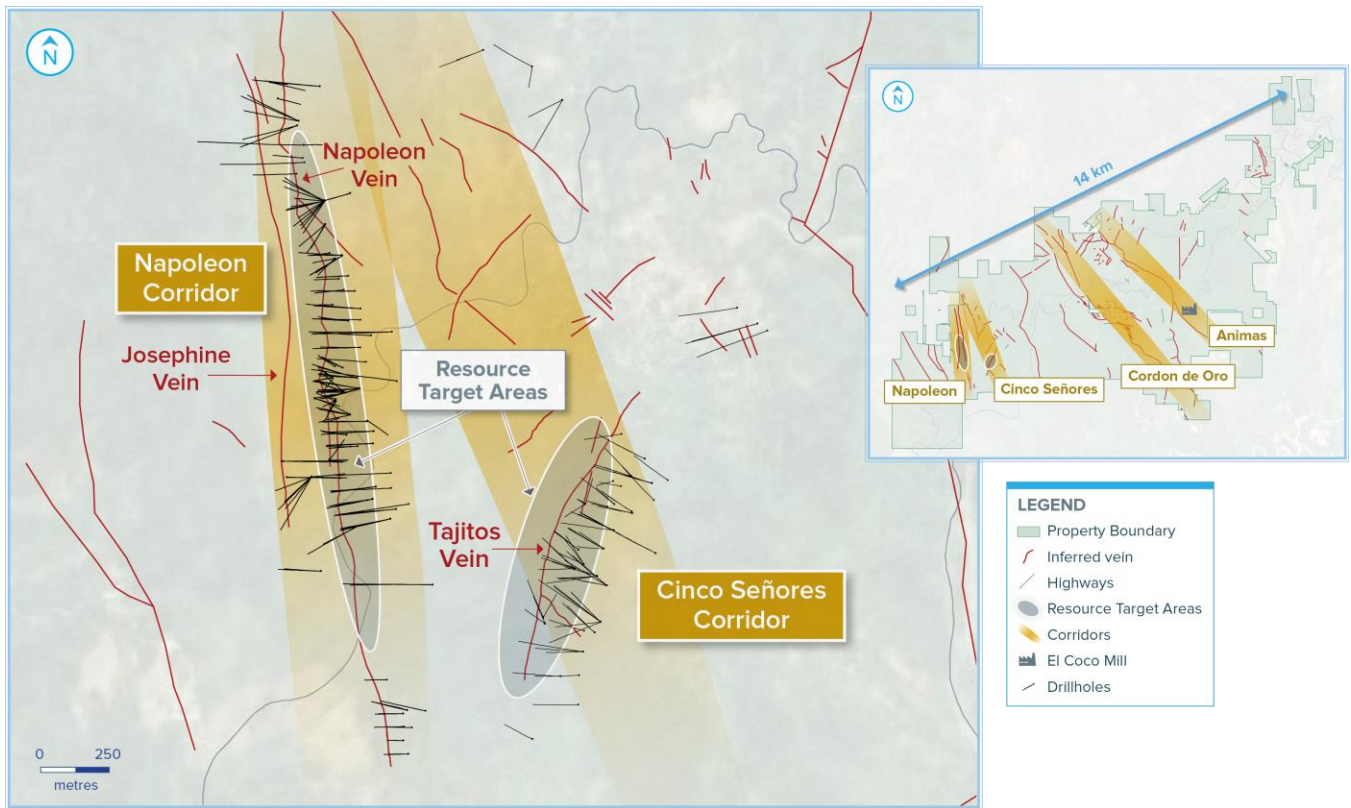 N
Napoleon
Vein
Napoleon
Corridor
Josephine
Vein
Resource
Target Areas
Tajitos
Vein
Cinco Señores
Corridor
0 250
metres
N
14 km
Animas
Napoleon
Cinco Señores
Cordon de Oro
LEGEND
Property Boundary
Inferred vein
Highways
Resource Target Areas
Corridors
El Coco Mill
Drillholes